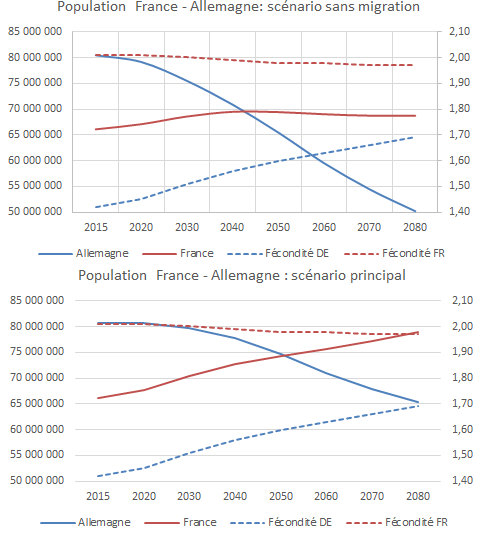 Population France - Allemagne: scénario sans migration
85 000 000 2,10
80 000 000 2,00
75 000 000 1,90
70 000 000 1,80
65 000 000 1,70
60 000 000 1,60
55 000 000 1,50
50 000 000 1,40
2015 2020 2030 2040 2050 2060 2070 2080
Allemagne France Fécondité DE Fécondité FR
Population France - Allemagne : scénario principal
85 000 000 2,10
80 000 000 2,00
75 000 000 1,90
70 000 000 1,80
65 000 000 1,70
60 000 000 1,60
55 000 000 1,50
50 000 000 1,40
2015 2020 2030 2040 2050 2060 2070 2080
Allemagne France Fécondité DE Fécondité FR